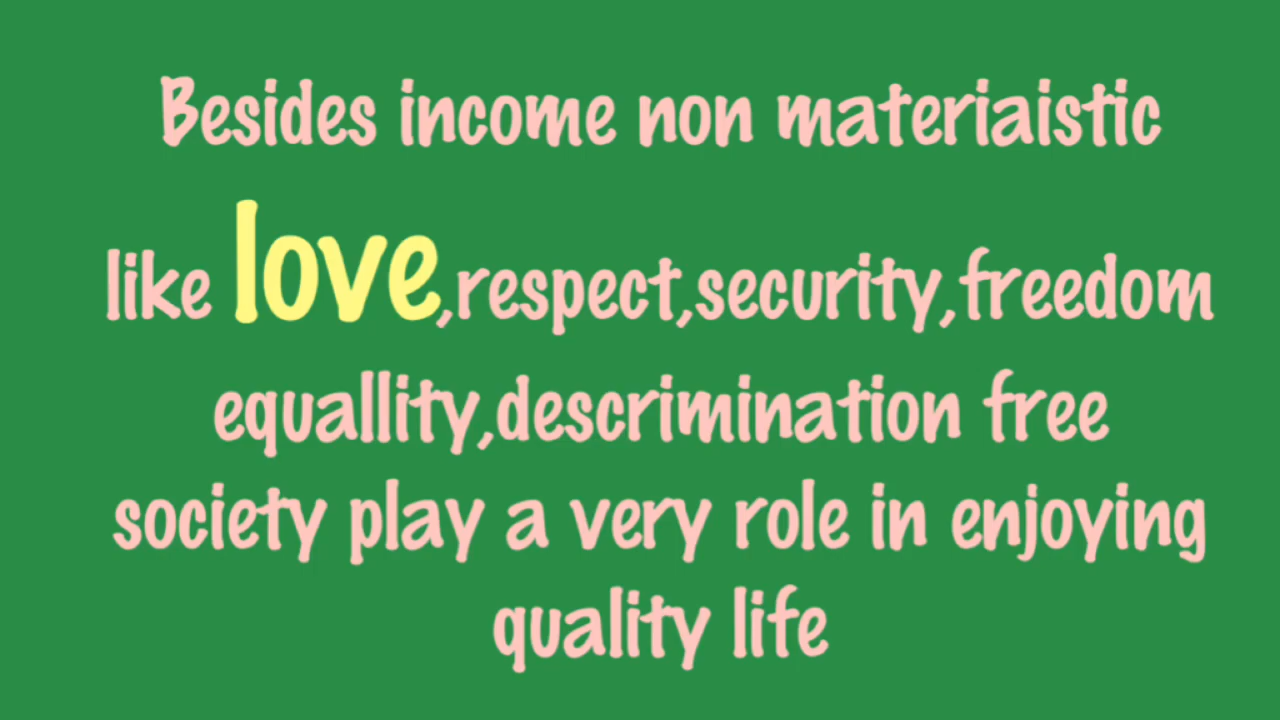 Besides income non materiaistic
like love,respect,security,freedom
equallity,descrimination free
society play a very role in enjoying
quality life